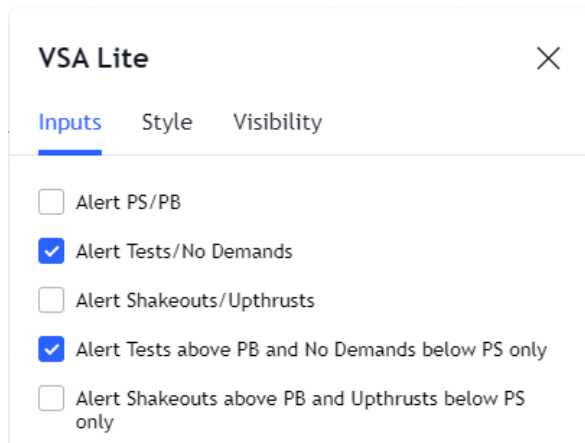 VSA Lite
Inputs Style Visibility
Alert PS/PB
Alert Tests/No Demands
Alert Shakeouts/Upthrusts
Alert Tests above PB and No Demands below PS only
Alert Shakeouts above PB and Upthrusts below PS
only